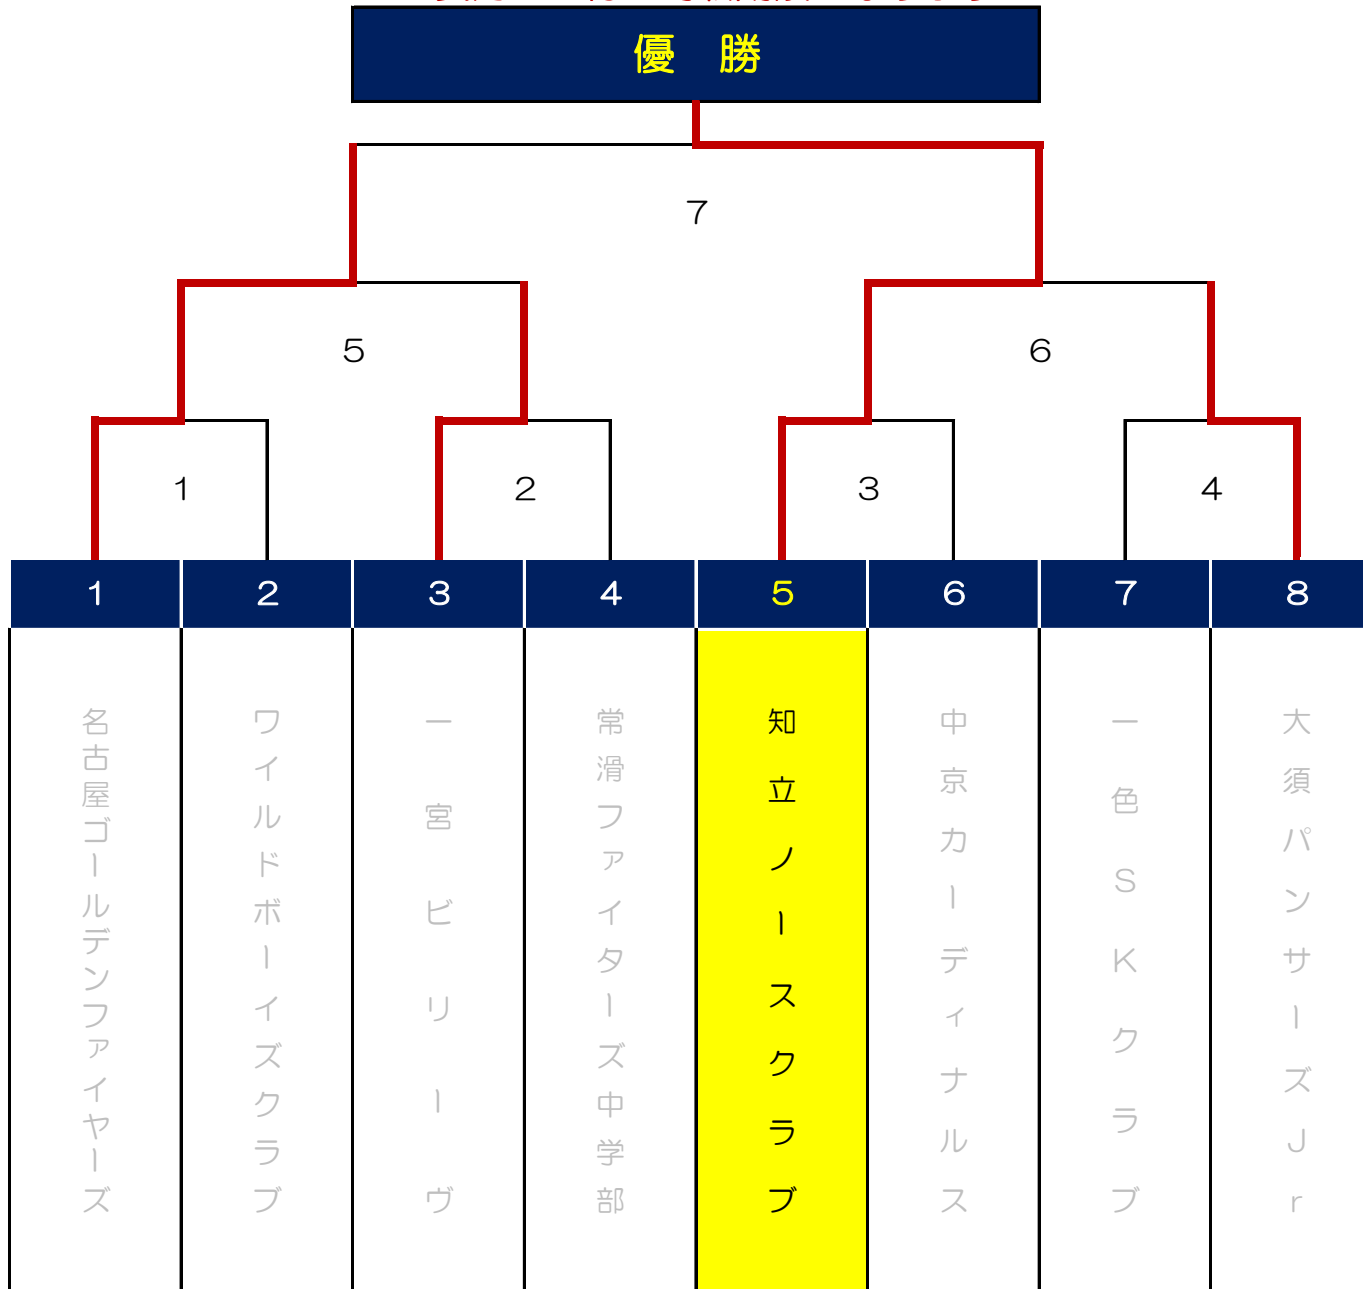 優　勝
7
5
6
1
2
3
4
1
2
3
4
5
6
7
8
名古屋ゴールデンファイヤーズ
ワイルドボーイズクラブ
一宮ビリーヴ
常滑ファイターズ中学部
知立ノースクラブ
中京カーディナルス
一色SKクラブ
大須パンサーズJr